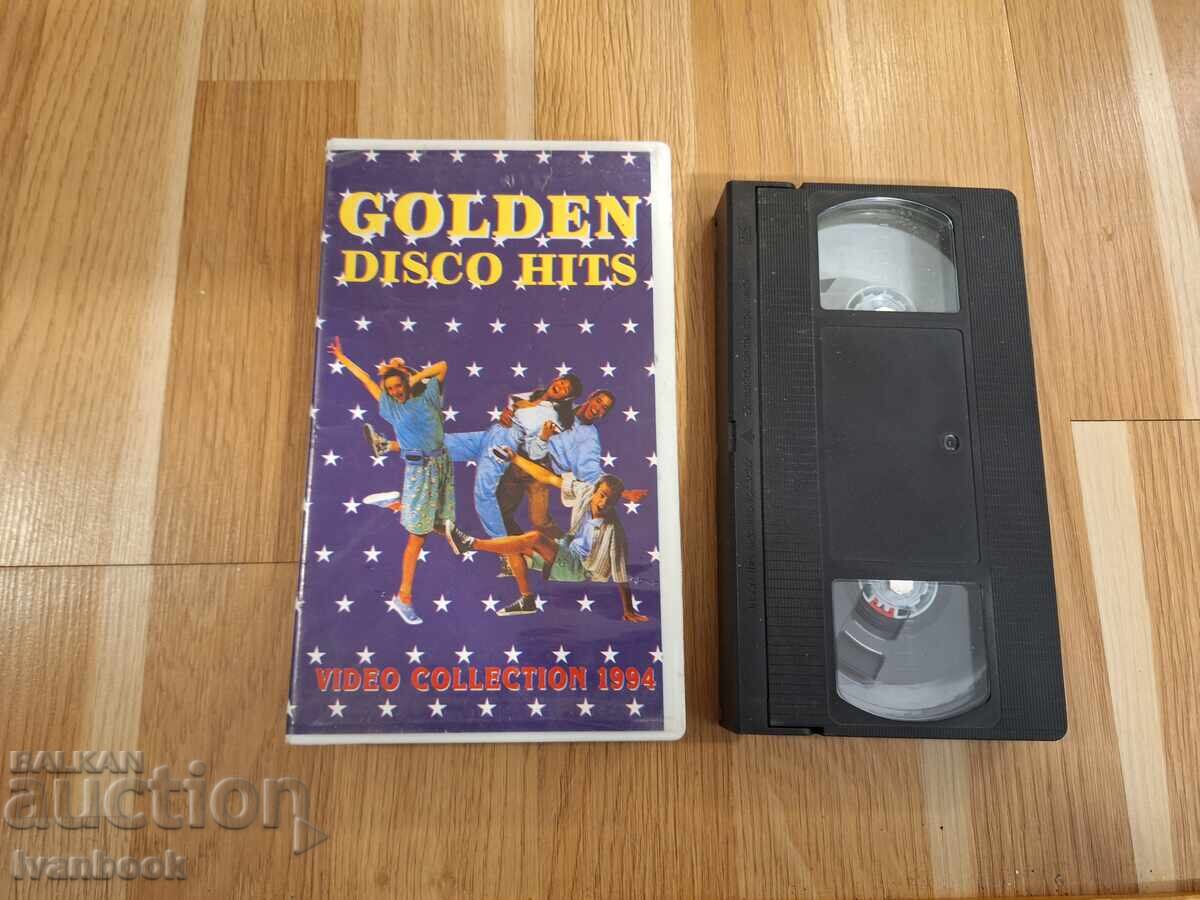 GOLDEN
DISCO HITS
VIDEO COLLECTION 1994
BALKAN
auction
Ivanbook